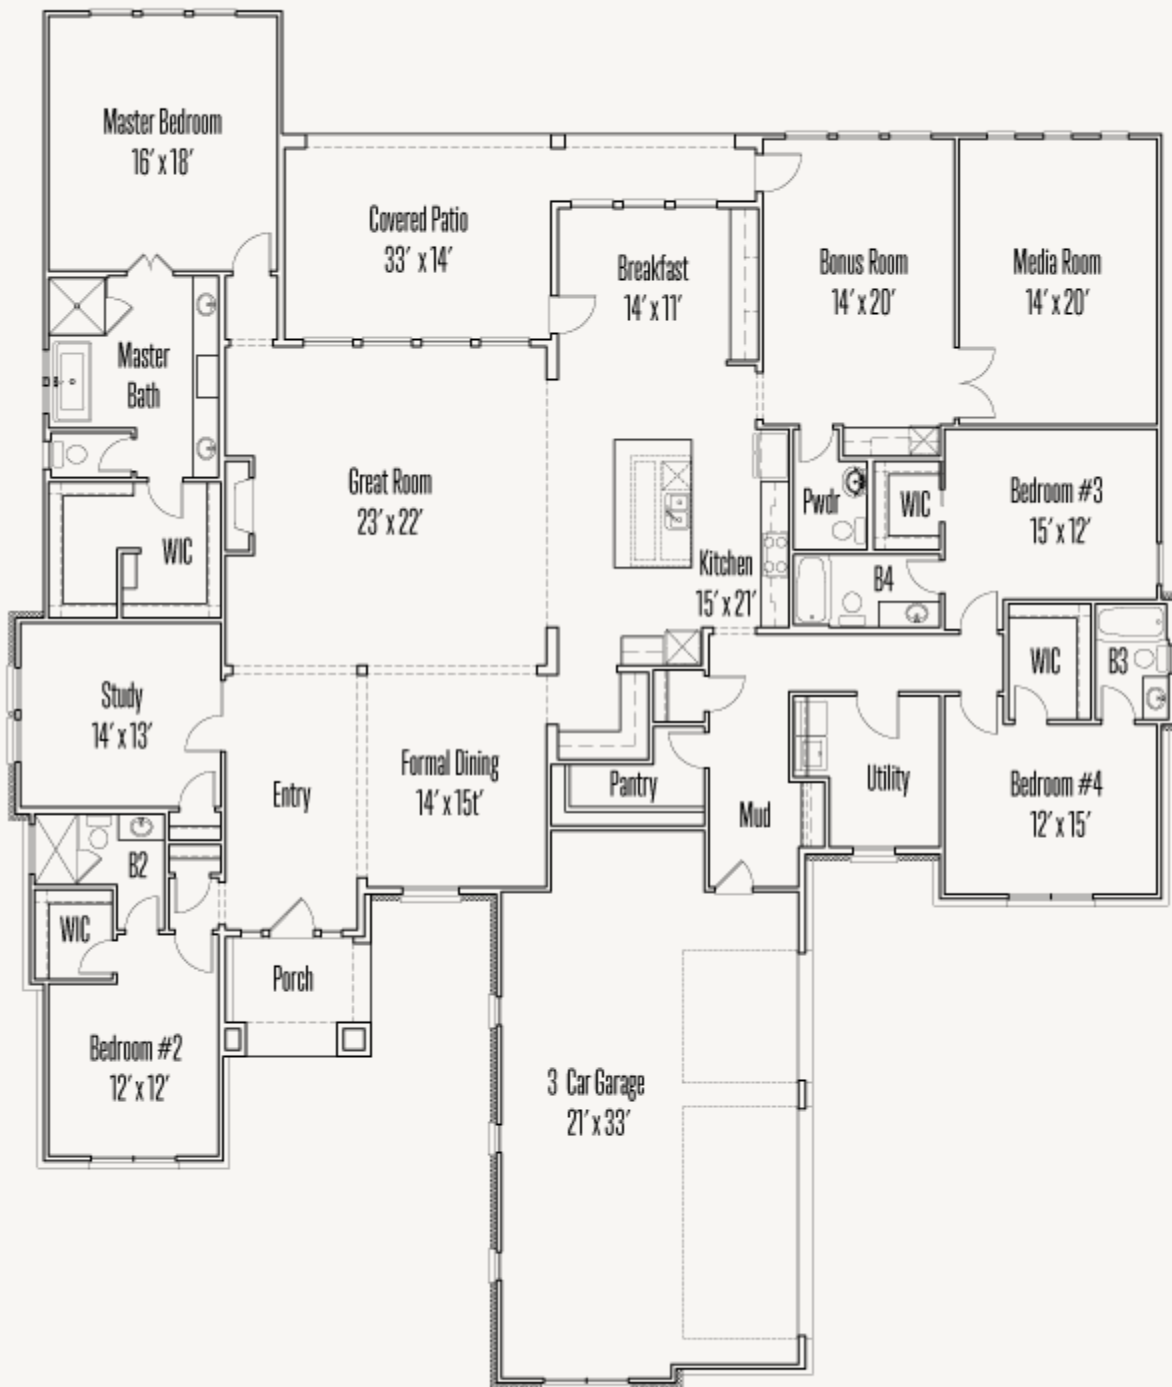 Master Bedroom
16′ x 18′
Covered Patio
33′ x 14′
Breakfast
14′ x 11′
Bonus Room
14′ x 20′
Media Room
14′ x 20′
Master
Bath
Great Room
23′ x 22′
WIC
Pwdr
WIC
Bedroom #3
15′ x 12′
Kitchen
15′ x 21′
B4
WIC
B3
Study
14′ x 13′
Entry
Formal Dining
14′ x 15t′
Pantry
Mud
Utility
Bedroom #4
12′ x 15′
B2
WIC
Porch
Bedroom #2
12′ x 12′
3 Car Garage
21′ x 33′